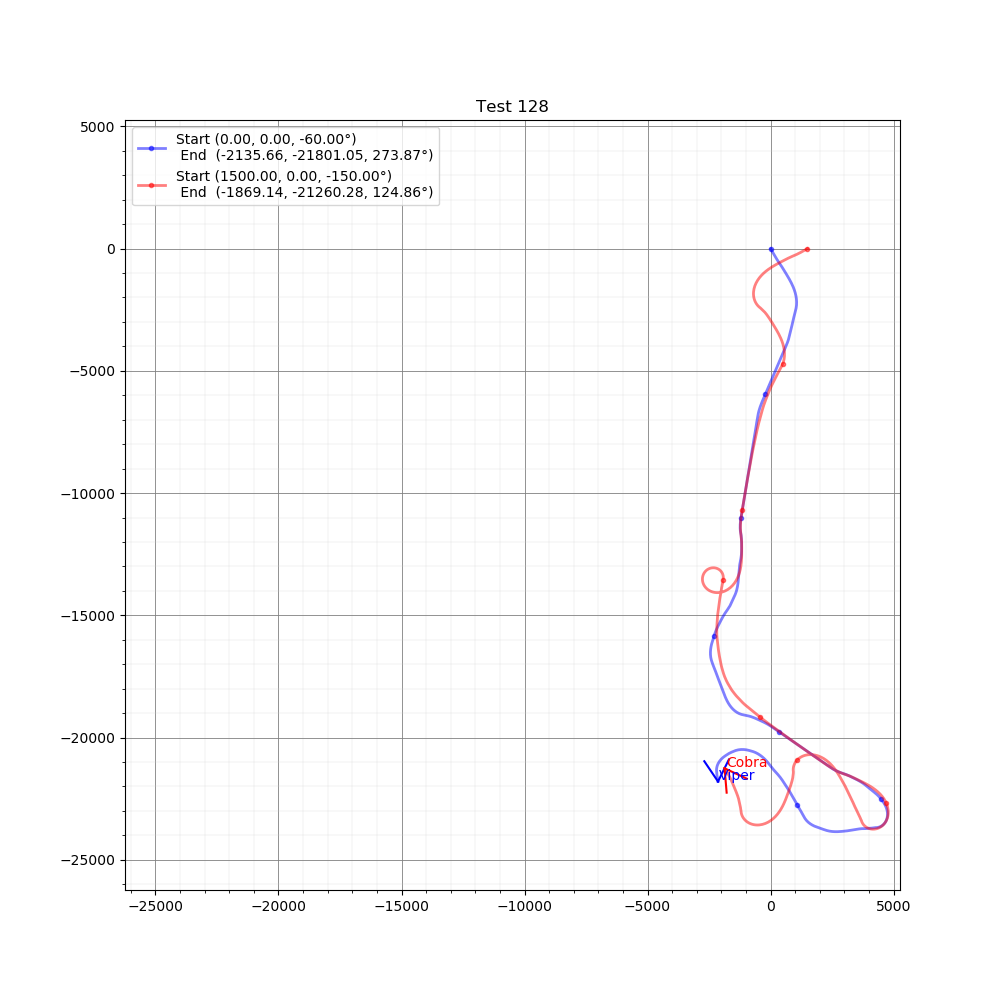 Test 128
Start (0.00, 0.00, -60.00°)
End (-2135.66, -21801.05, 273.87°)
Start (1500.00, 0.00, -150.00°)
End (-1869.14, -21260.28, 124.86°)
5000
0
−5000
−10000
−15000
−20000
−25000
Cobra
Viper
−25000 −20000 −15000 −10000 −5000 0 5000